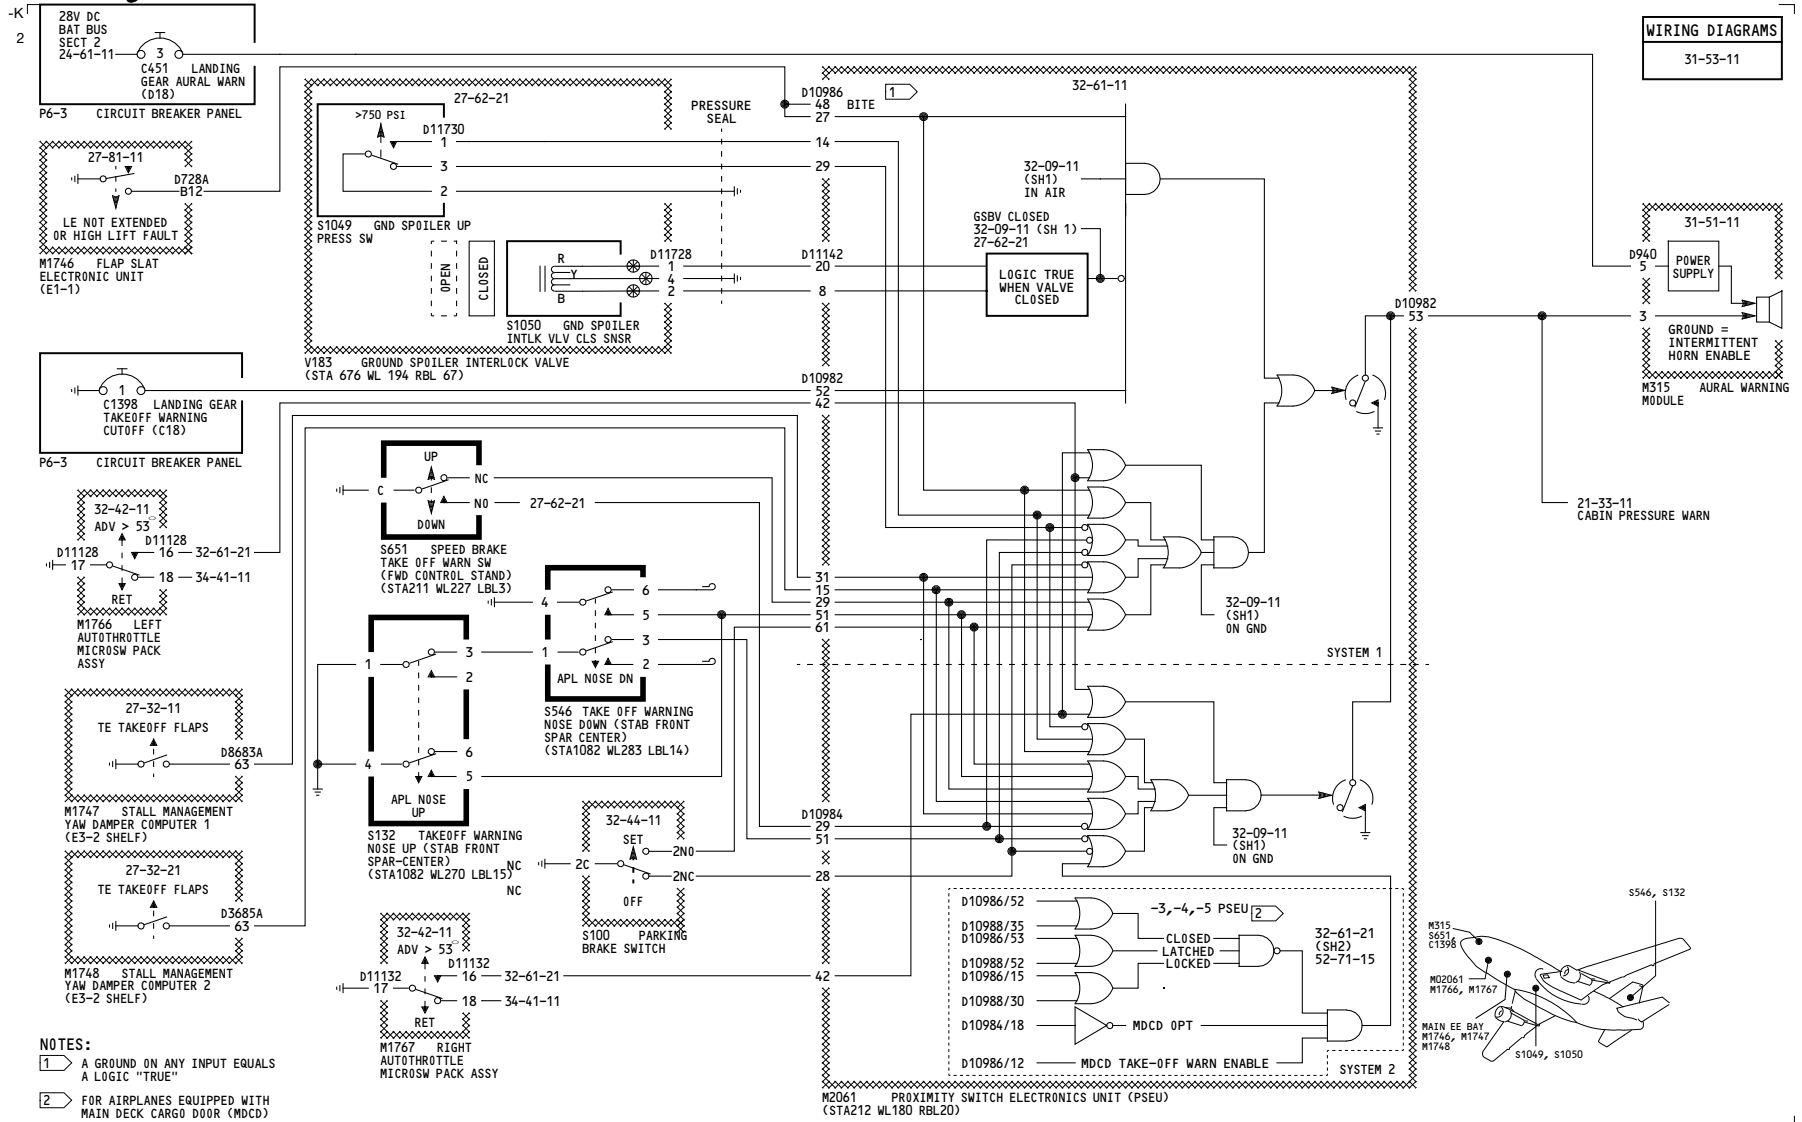 -K
2
28V DC
BAT BUS
SECT 2
24-61-11
3
C451 LANDING
GEAR AURAL WARN
(D18)
P6-3 CIRCUIT BREAKER PANEL
27-81-11
D728A
B12
LE NOT EXTENDED
OR HIGH LIFT FAULT
M1746 FLAP SLAT
ELECTRONIC UNIT
(E1-1)
27-62-21
>750 PSI
D11730
1
3
2
S1049 GND SPOILER UP
PRESS SW
OPEN
CLOSED
R
Y
B
D11728
1
4
2
S1050 GND SPOILER
INTLK VLV CLS SNSR
V183 GROUND SPOILER INTERLOCK VALVE
(STA 676 WL 194 RBL 67)
PRESSURE
SEAL
D10986
48 BITE
27
1
32-61-11
14
29
32-09-11
(SH1)
IN AIR
GSBV CLOSED
32-09-11 (SH 1)
27-62-21
D11142
20
8
LOGIC TRUE
WHEN VALVE
CLOSED
WIRING DIAGRAMS
31-53-11
31-51-11
D940
5
POWER
SUPPLY
3
GROUND =
INTERMITTENT
HORN ENABLE
M315 AURAL WARNING
MODULE
D10982
53
21-33-11
CABIN PRESSURE WARN
1
C1398 LANDING GEAR
TAKEOFF WARNING
CUTOFF (C18)
P6-3 CIRCUIT BREAKER PANEL
D10982
52
42
UP
C
NC
NO
27-62-21
DOWN
S651 SPEED BRAKE
TAKE OFF WARN SW
(FWD CONTROL STAND)
(STA211 WL227 LBL3)
32-42-11
ADV > 53°
D11128
D11128
17
16
32-61-21
18
34-41-11
RET
M1766 LEFT
AUTOTHROTTLE
MICROSW PACK
ASSY
31
15
29
51
61
32-09-11
(SH1)
ON GND
SYSTEM 1
4
6
5
1
3
2
APL NOSE DN
S546 TAKE OFF WARNING
NOSE DOWN (STAB FRONT
SPAR CENTER)
(STA1082 WL283 LBL14)
1
3
2
4
6
5
APL NOSE
UP
S132 TAKEOFF WARNING
NOSE UP (STAB FRONT
SPAR-CENTER)
(STA1082 WL270 LBL15)
NC
NC
27-32-11
TE TAKEOFF FLAPS
D8683A
63
M1747 STALL MANAGEMENT
YAW DAMPER COMPUTER 1
(E3-2 SHELF)
27-32-21
TE TAKEOFF FLAPS
D3685A
63
M1748 STALL MANAGEMENT
YAW DAMPER COMPUTER 2
(E3-2 SHELF)
32-44-11
SET
2C
2NO
2NC
OFF
S100 PARKING
BRAKE SWITCH
D10984
29
51
28
42
32-09-11
(SH1)
ON GND
32-42-11
ADV > 53°
D11132
D11132
17
16
32-61-21
18
34-41-11
RET
M1767 RIGHT
AUTOTHROTTLE
MICROSW PACK ASSY
D10986/52
D10988/35
D10986/53
D10988/52
D10986/15
D10988/30
D10984/18
D10986/12
-3,-4,-5 PSEU
2
CLOSED
LATCHED
LOCKED
32-61-21
(SH2)
52-71-15
MDCD OPT
MDCD TAKE-OFF WARN ENABLE
SYSTEM 2
M2061 PROXIMITY SWITCH ELECTRONICS UNIT (PSEU)
(STA212 WL180 RBL20)
S546, S132
M315
S651,
C1398
M02061
M1766, M1767
MAIN EE BAY
M1746, M1747
M1748
S1049, S1050
NOTES:
1 A GROUND ON ANY INPUT EQUALS
A LOGIC "TRUE"
2 FOR AIRPLANES EQUIPPED WITH
MAIN DECK CARGO DOOR (MDCD)